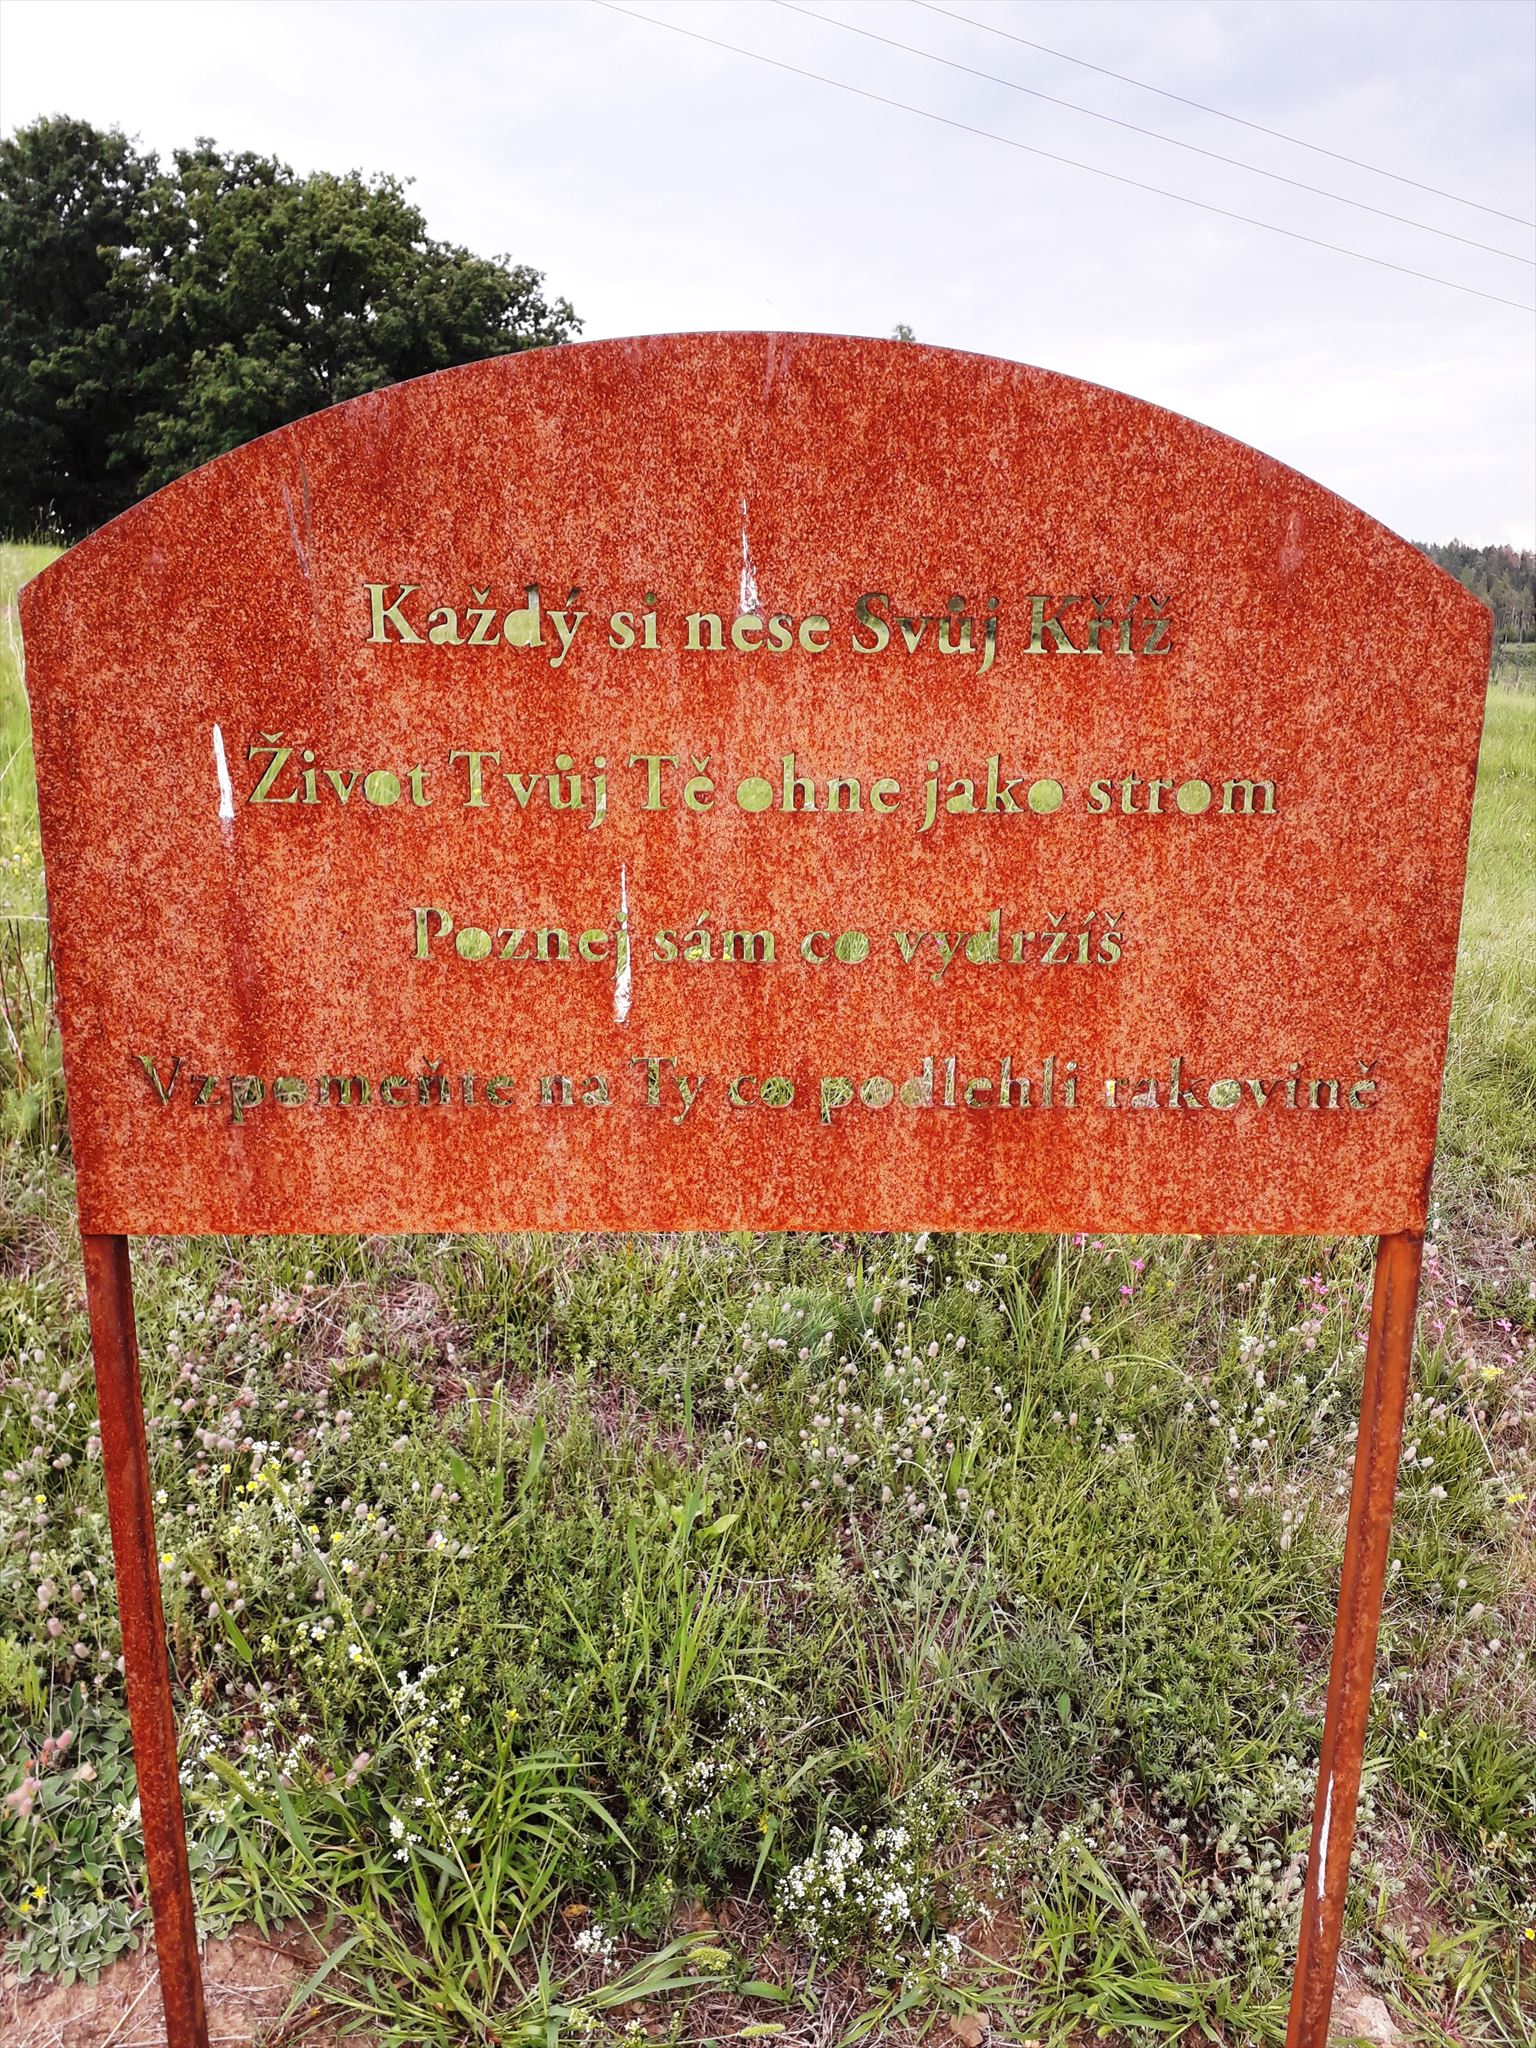 Každý si nese Svůj Kříž
Život Tvůj Tě ohne jako strom
Poznej sám co vydržíš
Vzpomeňte na Ty co podlehli rakovině